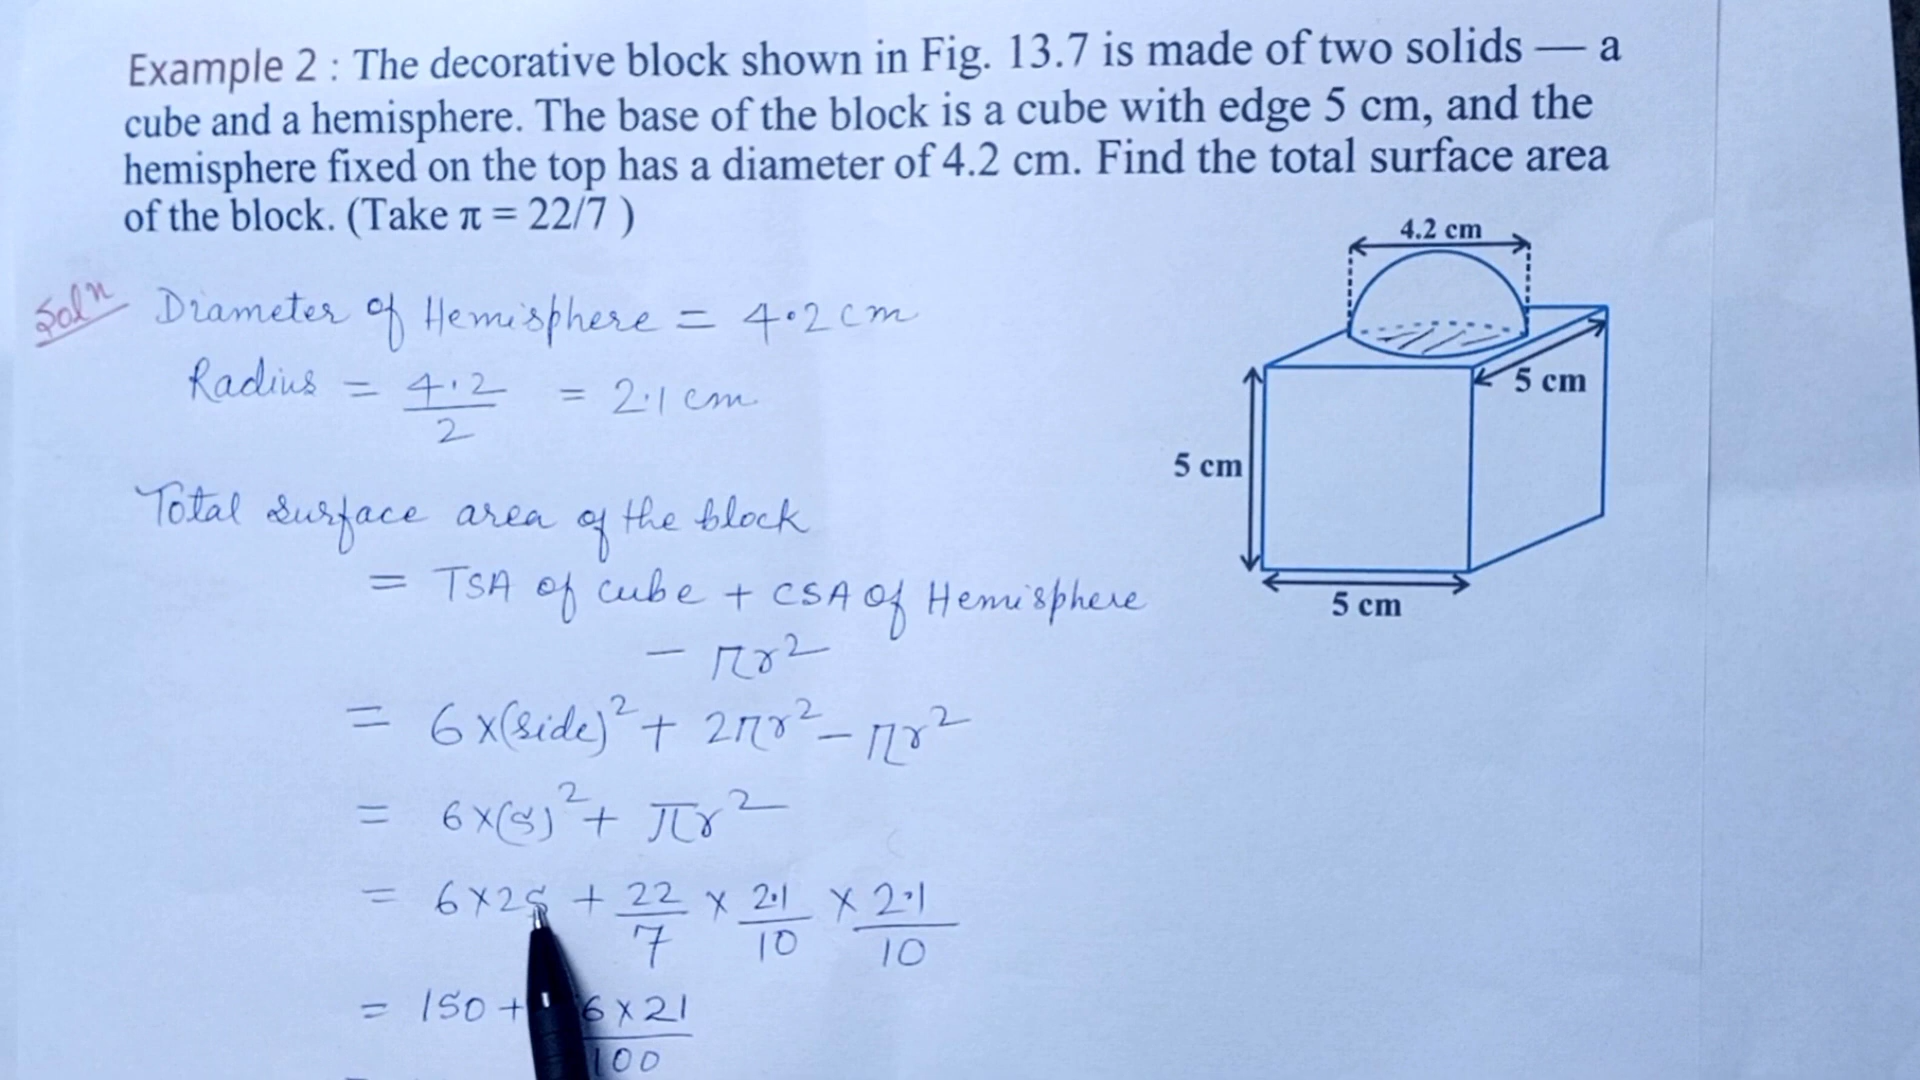 Example 2 : The decorative block shown in Fig. 13.7 is made of two solids — a
cube and a hemisphere. The base of the block is a cube with edge 5 cm, and the
hemisphere fixed on the top has a diameter of 4.2 cm. Find the total surface area
of the block. (Take π = 22/7 )
4.2 cm
5 cm
5 cm
5 cm
Solⁿ Diameter of Hemisphere = 4.2 cm
Radius = 4.2/2 = 2.1 cm
Total surface area of the block
= TSA of cube + CSA of Hemisphere
− πr²
= 6×(side)² + 2πr² − πr²
= 6×(5)² + πr²
= 6×25 + 22/7 × 2.1/10 × 2.1/10
= 150 + 6×21/100